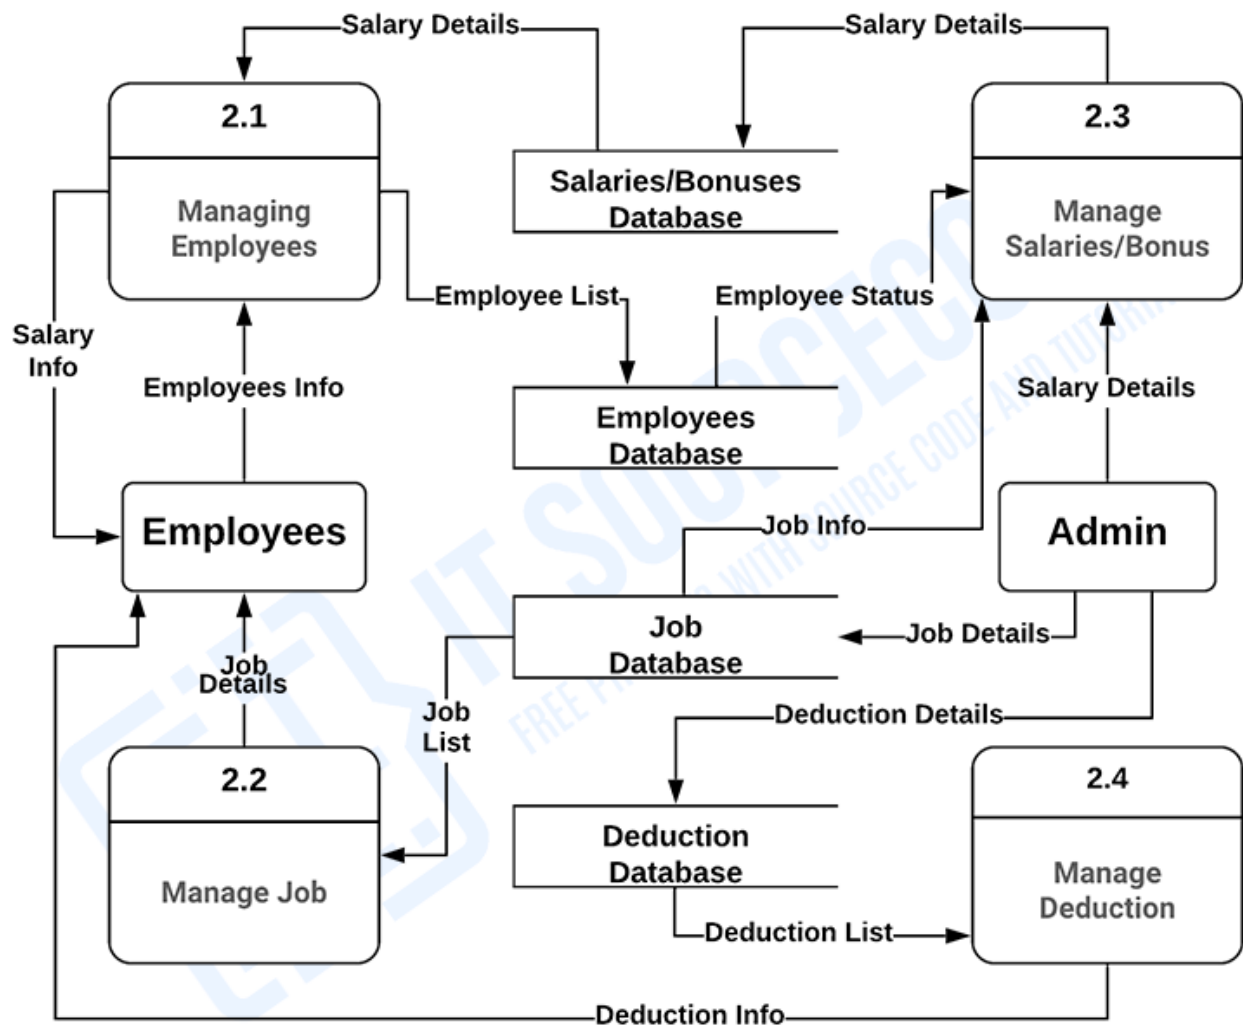 Salary Details
Salary Details
2.1
2.3
Salaries/Bonuses
Database
Managing
Employees
Manage
Salaries/Bonus
Employee List
Employee Status
Salary
Info
Employees Info
Salary Details
Employees
Database
Employees
Admin
Job Info
Job
Database
Job Details
Job
Details
Job
List
Deduction Details
2.2
2.4
Deduction
Database
Manage Job
Manage
Deduction
Deduction List
Deduction Info